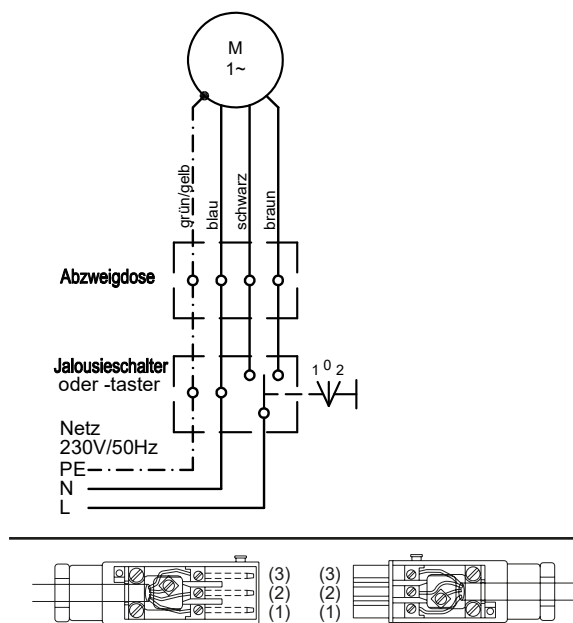 M
1~
grün/gelb
blau
schwarz
braun
Abzweigdose
Jalousieschalter
oder -taster
1 0 2
Netz
230V/50Hz
PE
N
L
(3) (3)
(2) (2)
(1) (1)